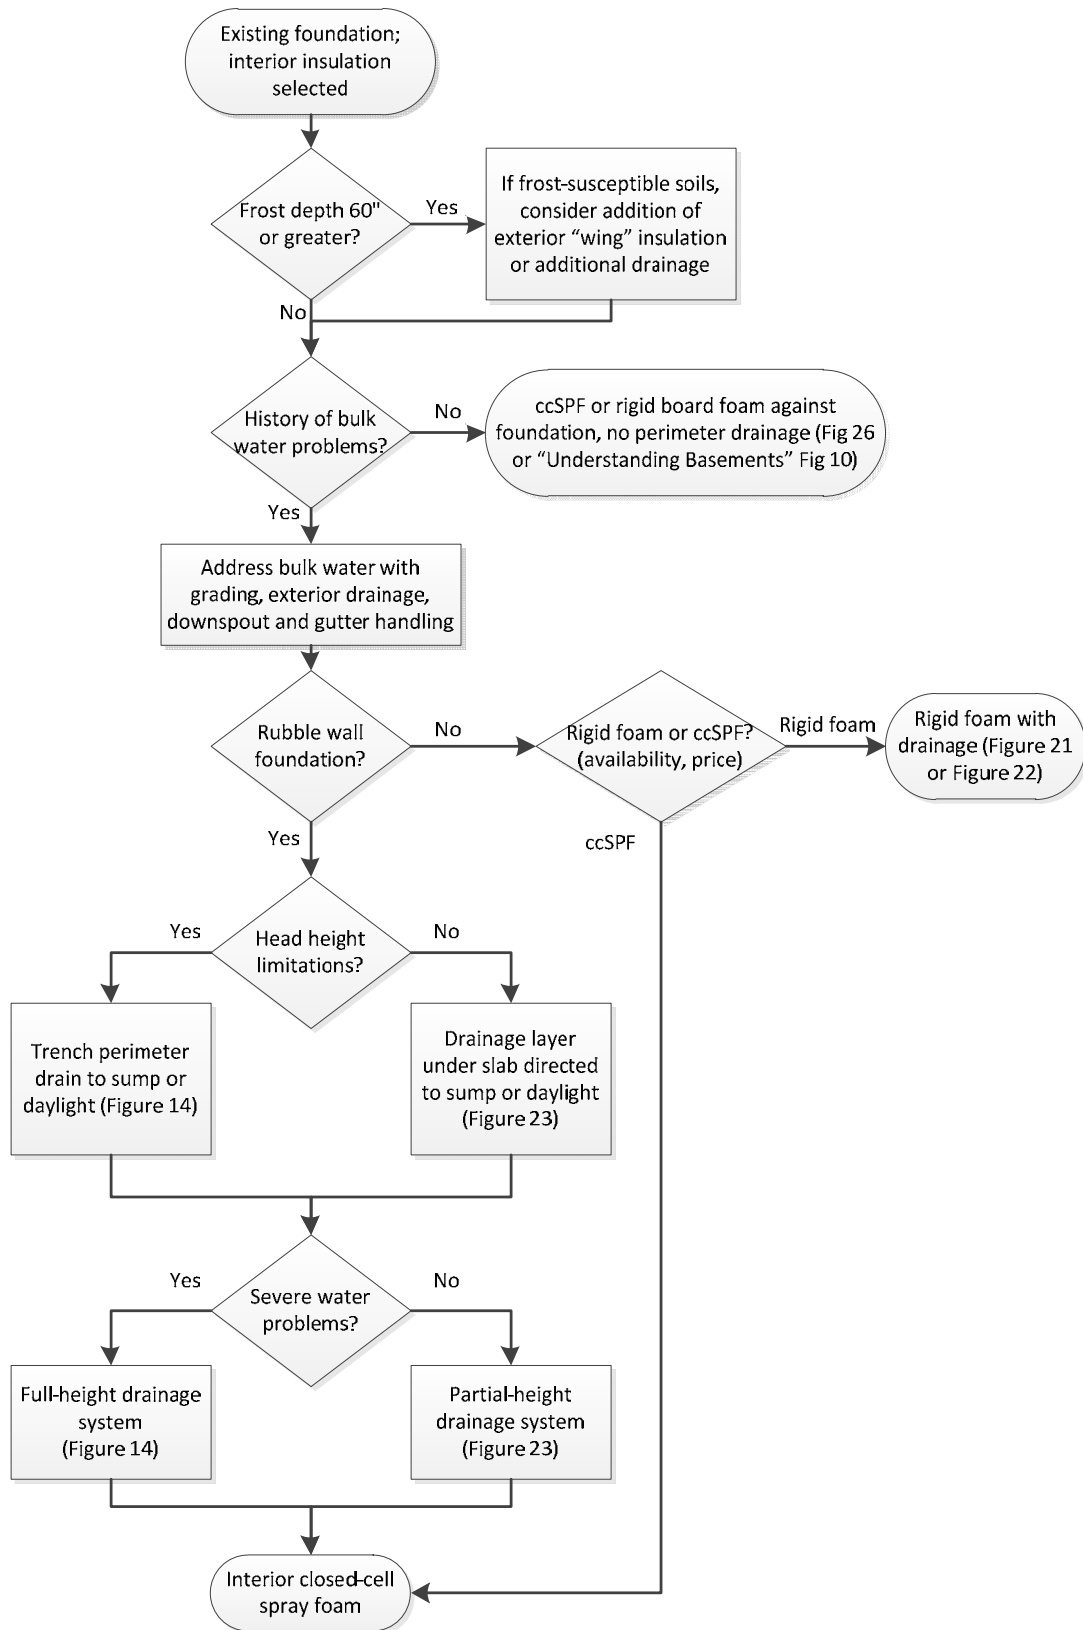 Existing foundation;
interior insulation
selected
Frost depth 60"
or greater?
Yes
If frost-susceptible soils,
consider addition of
exterior “wing” insulation
or additional drainage
No
History of bulk
water problems?
No
ccSPF or rigid board foam against
foundation, no perimeter drainage (Fig 26
or “Understanding Basements” Fig 10)
Yes
Address bulk water with
grading, exterior drainage,
downspout and gutter handling
Rubble wall
foundation?
No
Rigid foam or ccSPF?
(availability, price)
Rigid foam
Rigid foam with
drainage (Figure 21
or Figure 22)
Yes
ccSPF
Head height
limitations?
Yes
No
Trench perimeter
drain to sump or
daylight (Figure 14)
Drainage layer
under slab directed
to sump or daylight
(Figure 23)
Severe water
problems?
Yes
No
Full-height drainage
system
(Figure 14)
Partial-height
drainage system
(Figure 23)
Interior closed-cell
spray foam